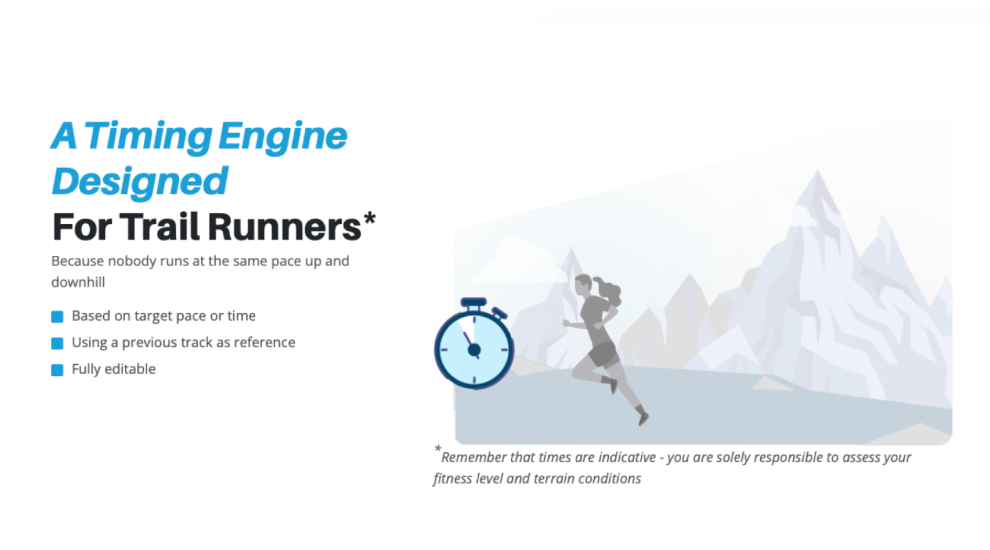 A Timing Engine
Designed
For Trail Runners*
Because nobody runs at the same pace up and
downhill
Based on target pace or time
Using a previous track as reference
Fully editable
*Remember that times are indicative - you are solely responsible to assess your
fitness level and terrain conditions